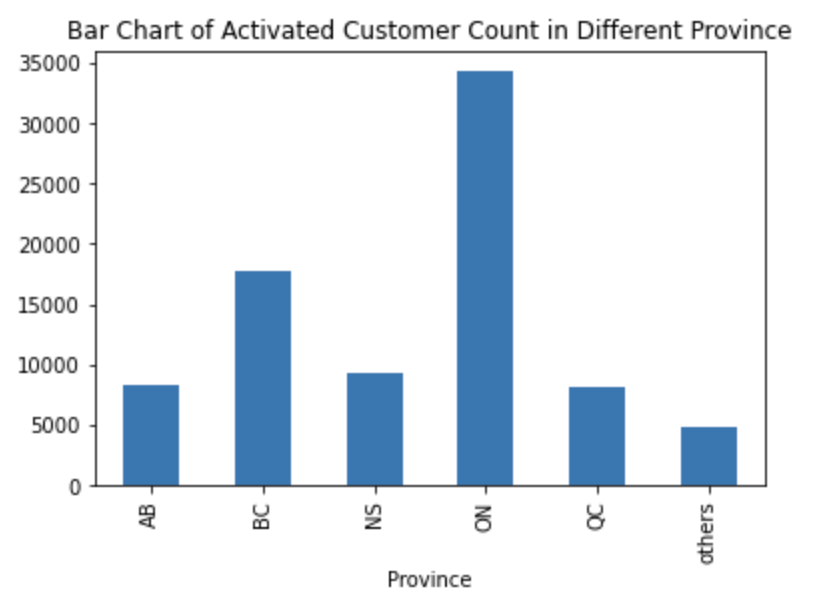 Bar Chart of Activated Customer Count in Different Province
35000
30000
25000
20000
15000
10000
5000
0
AB
BC
NS
ON
QC
others
Province